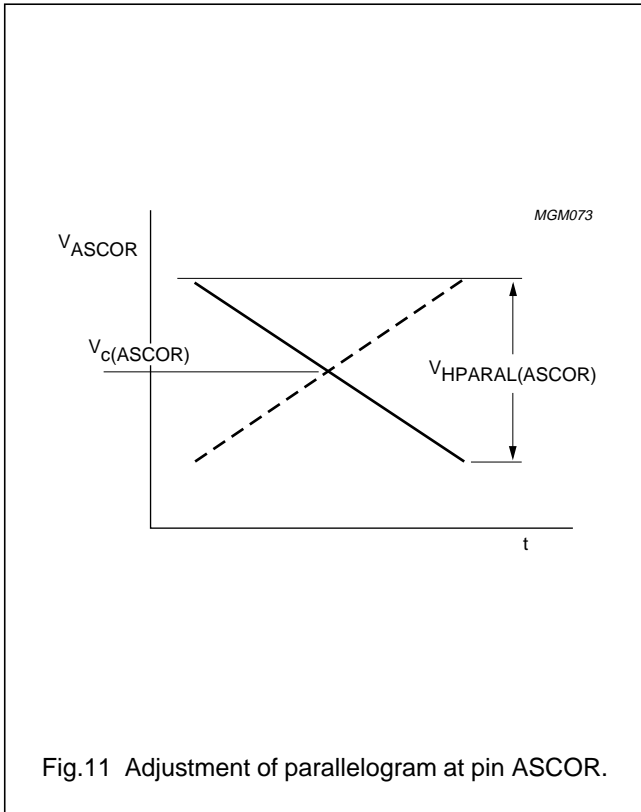 MGM073
VASCOR
Vc(ASCOR)
VHPARAL(ASCOR)
t
Fig.11 Adjustment of parallelogram at pin ASCOR.